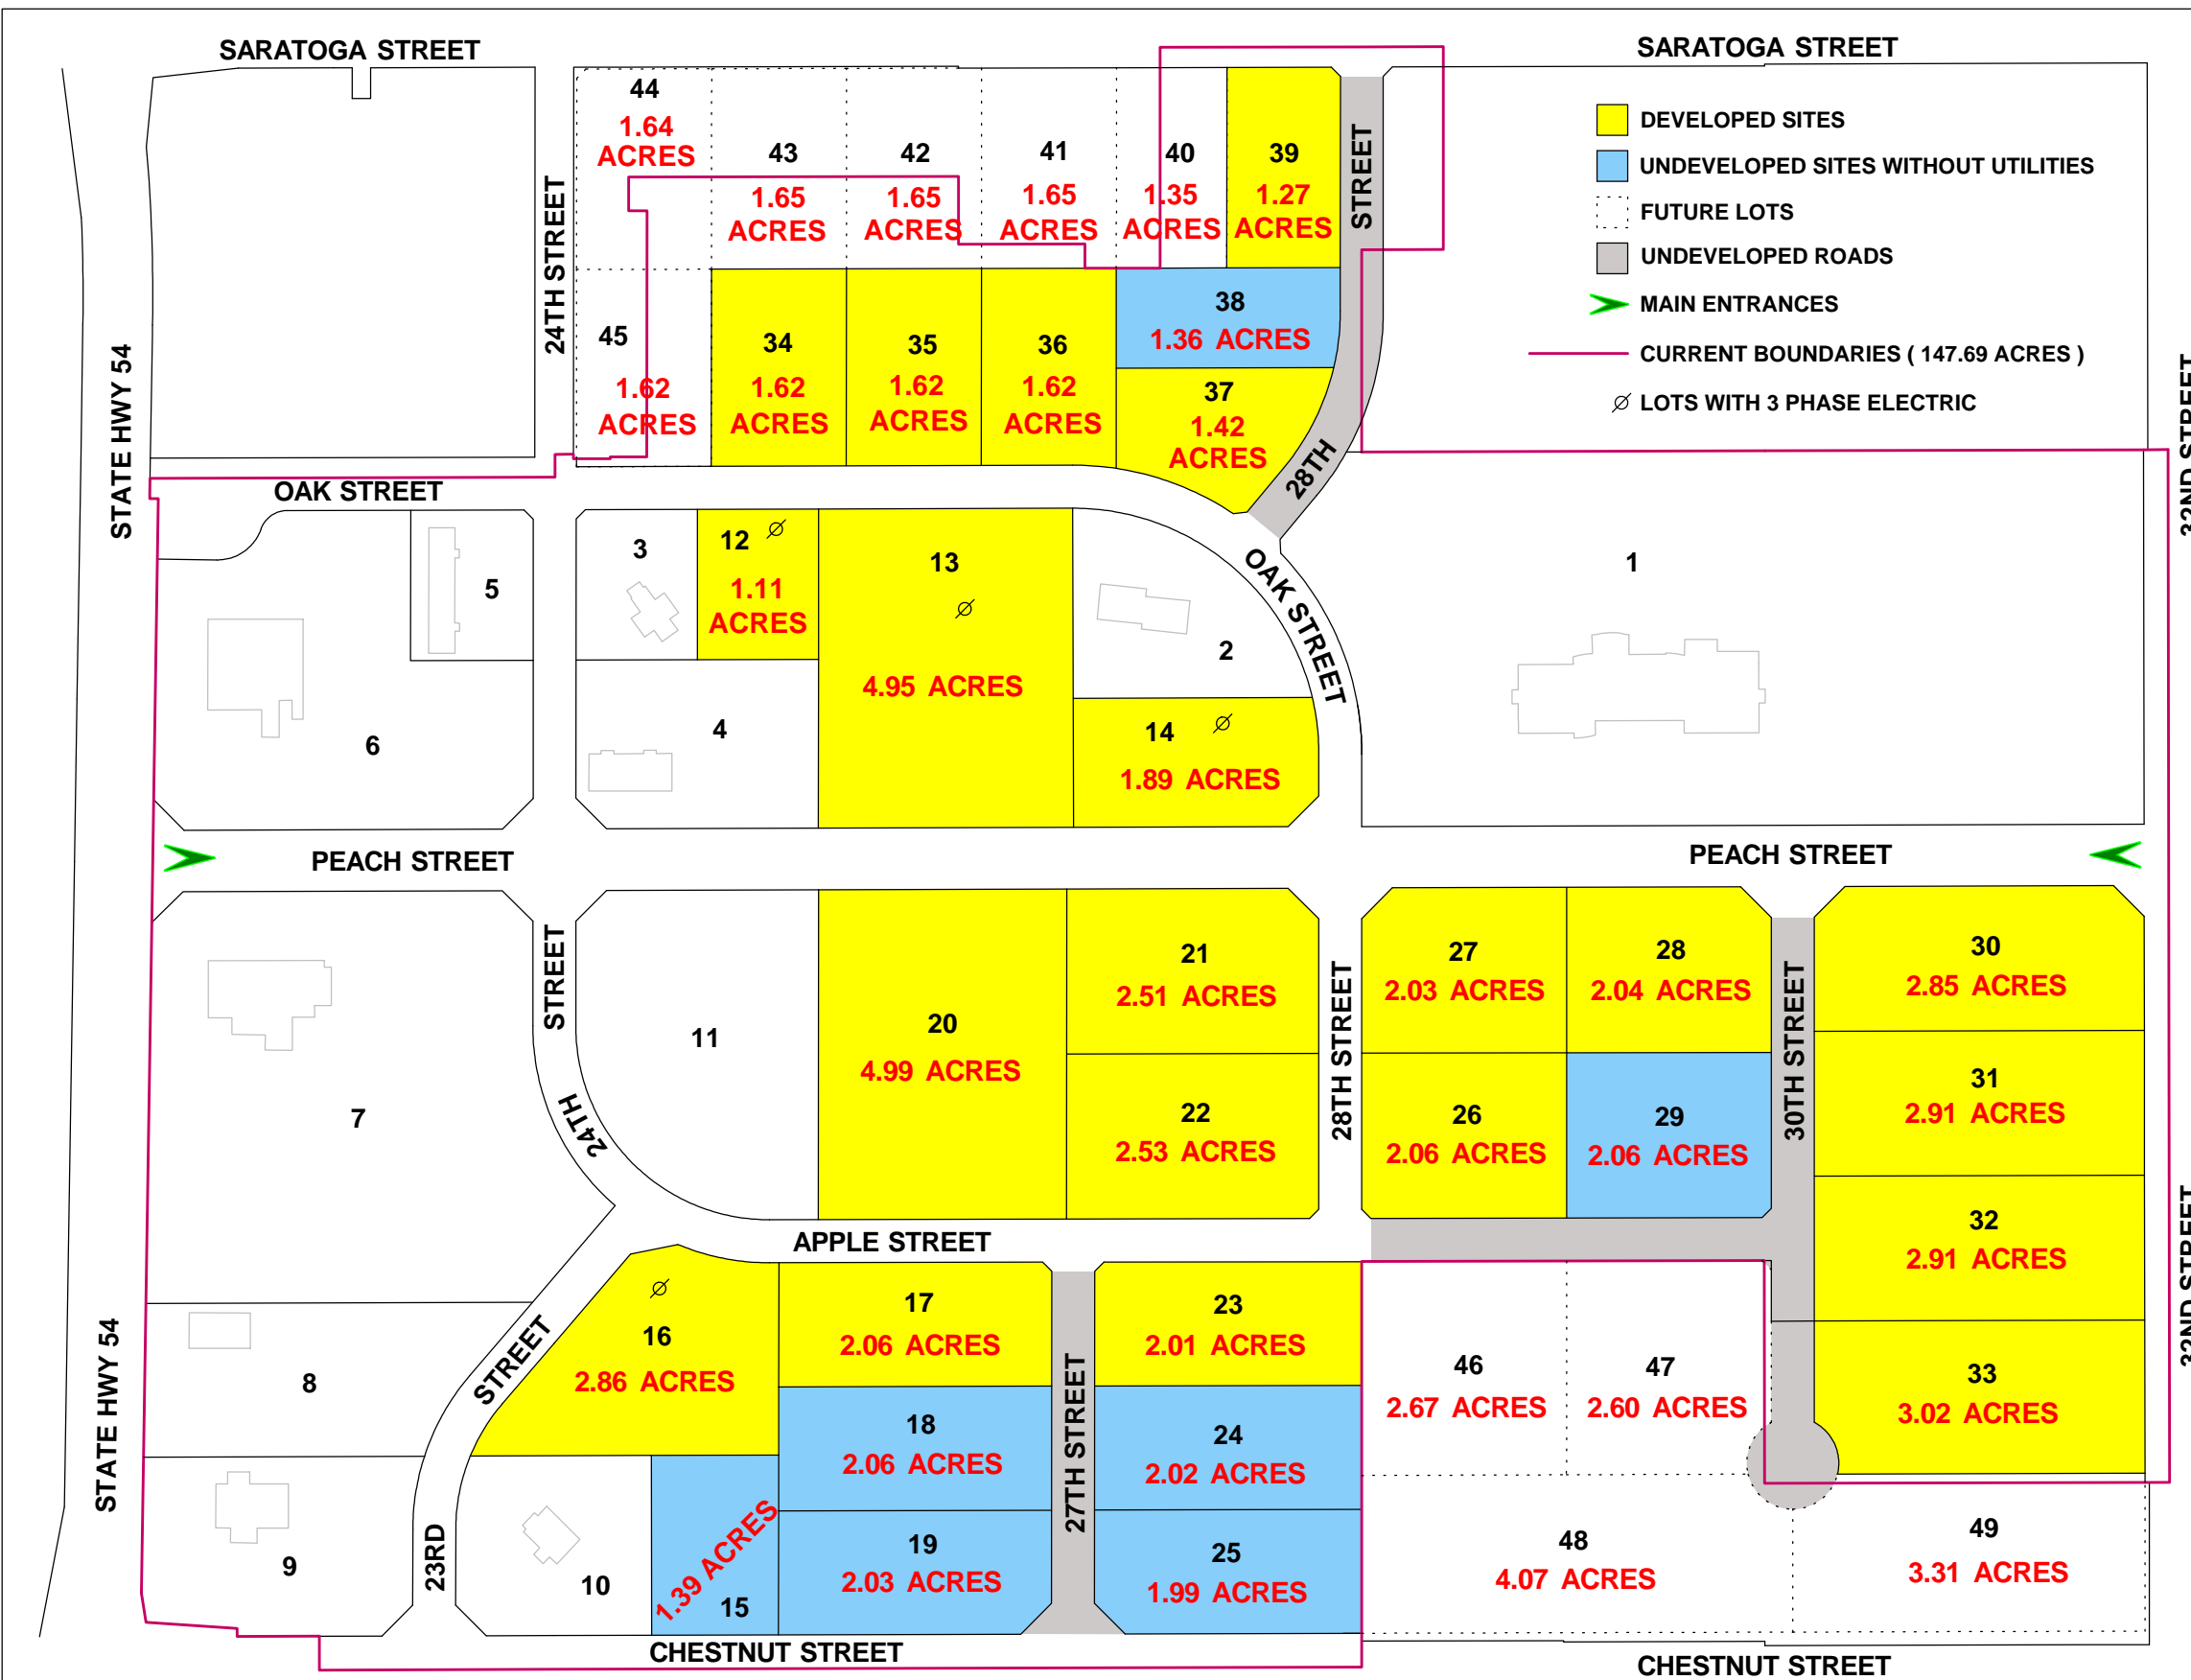 SARATOGA STREET
SARATOGA STREET
DEVELOPED SITES
UNDEVELOPED SITES WITHOUT UTILITIES
FUTURE LOTS
UNDEVELOPED ROADS
MAIN ENTRANCES
CURRENT BOUNDARIES ( 147.69 ACRES )
LOTS WITH 3 PHASE ELECTRIC
44
1.64
ACRES
43
1.65
ACRES
42
1.65
ACRES
41
1.65
ACRES
40
1.35
ACRES
39
1.27
ACRES
STREET
28TH
24TH STREET
STATE HWY 54
32ND STREET
45
1.62
ACRES
34
1.62
ACRES
35
1.62
ACRES
36
1.62
ACRES
38
1.36 ACRES
37
1.42
ACRES
OAK STREET
OAK STREET
5
6
3
12
1.11
ACRES
4
13
4.95 ACRES
2
14
1.89 ACRES
1
PEACH STREET
PEACH STREET
7
STREET
24TH
11
20
4.99 ACRES
21
2.51 ACRES
22
2.53 ACRES
28TH STREET
27
2.03 ACRES
28
2.04 ACRES
26
2.06 ACRES
29
2.06 ACRES
30TH STREET
30
2.85 ACRES
31
2.91 ACRES
32
2.91 ACRES
33
3.02 ACRES
32ND STREET
APPLE STREET
STATE HWY 54
8
9
STREET
23RD
10
16
2.86 ACRES
15
1.39 ACRES
17
2.06 ACRES
18
2.06 ACRES
19
2.03 ACRES
27TH STREET
23
2.01 ACRES
24
2.02 ACRES
25
1.99 ACRES
46
2.67 ACRES
47
2.60 ACRES
48
4.07 ACRES
49
3.31 ACRES
CHESTNUT STREET
CHESTNUT STREET